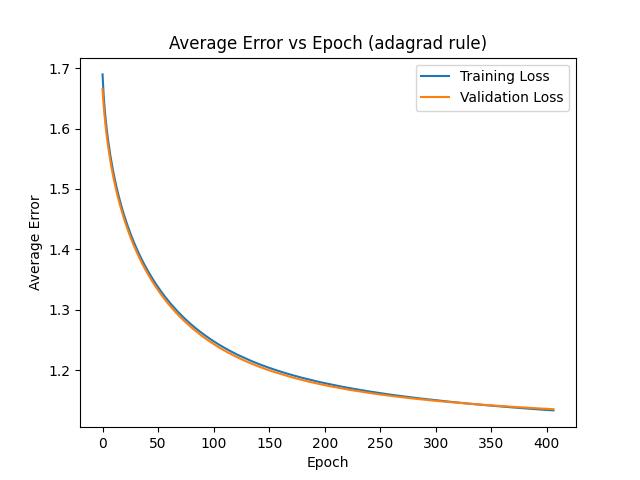 Average Error vs Epoch (adagrad rule)
Training Loss
Validation Loss
1.7
1.6
1.5
1.4
1.3
1.2
Average Error
0 50 100 150 200 250 300 350 400
Epoch